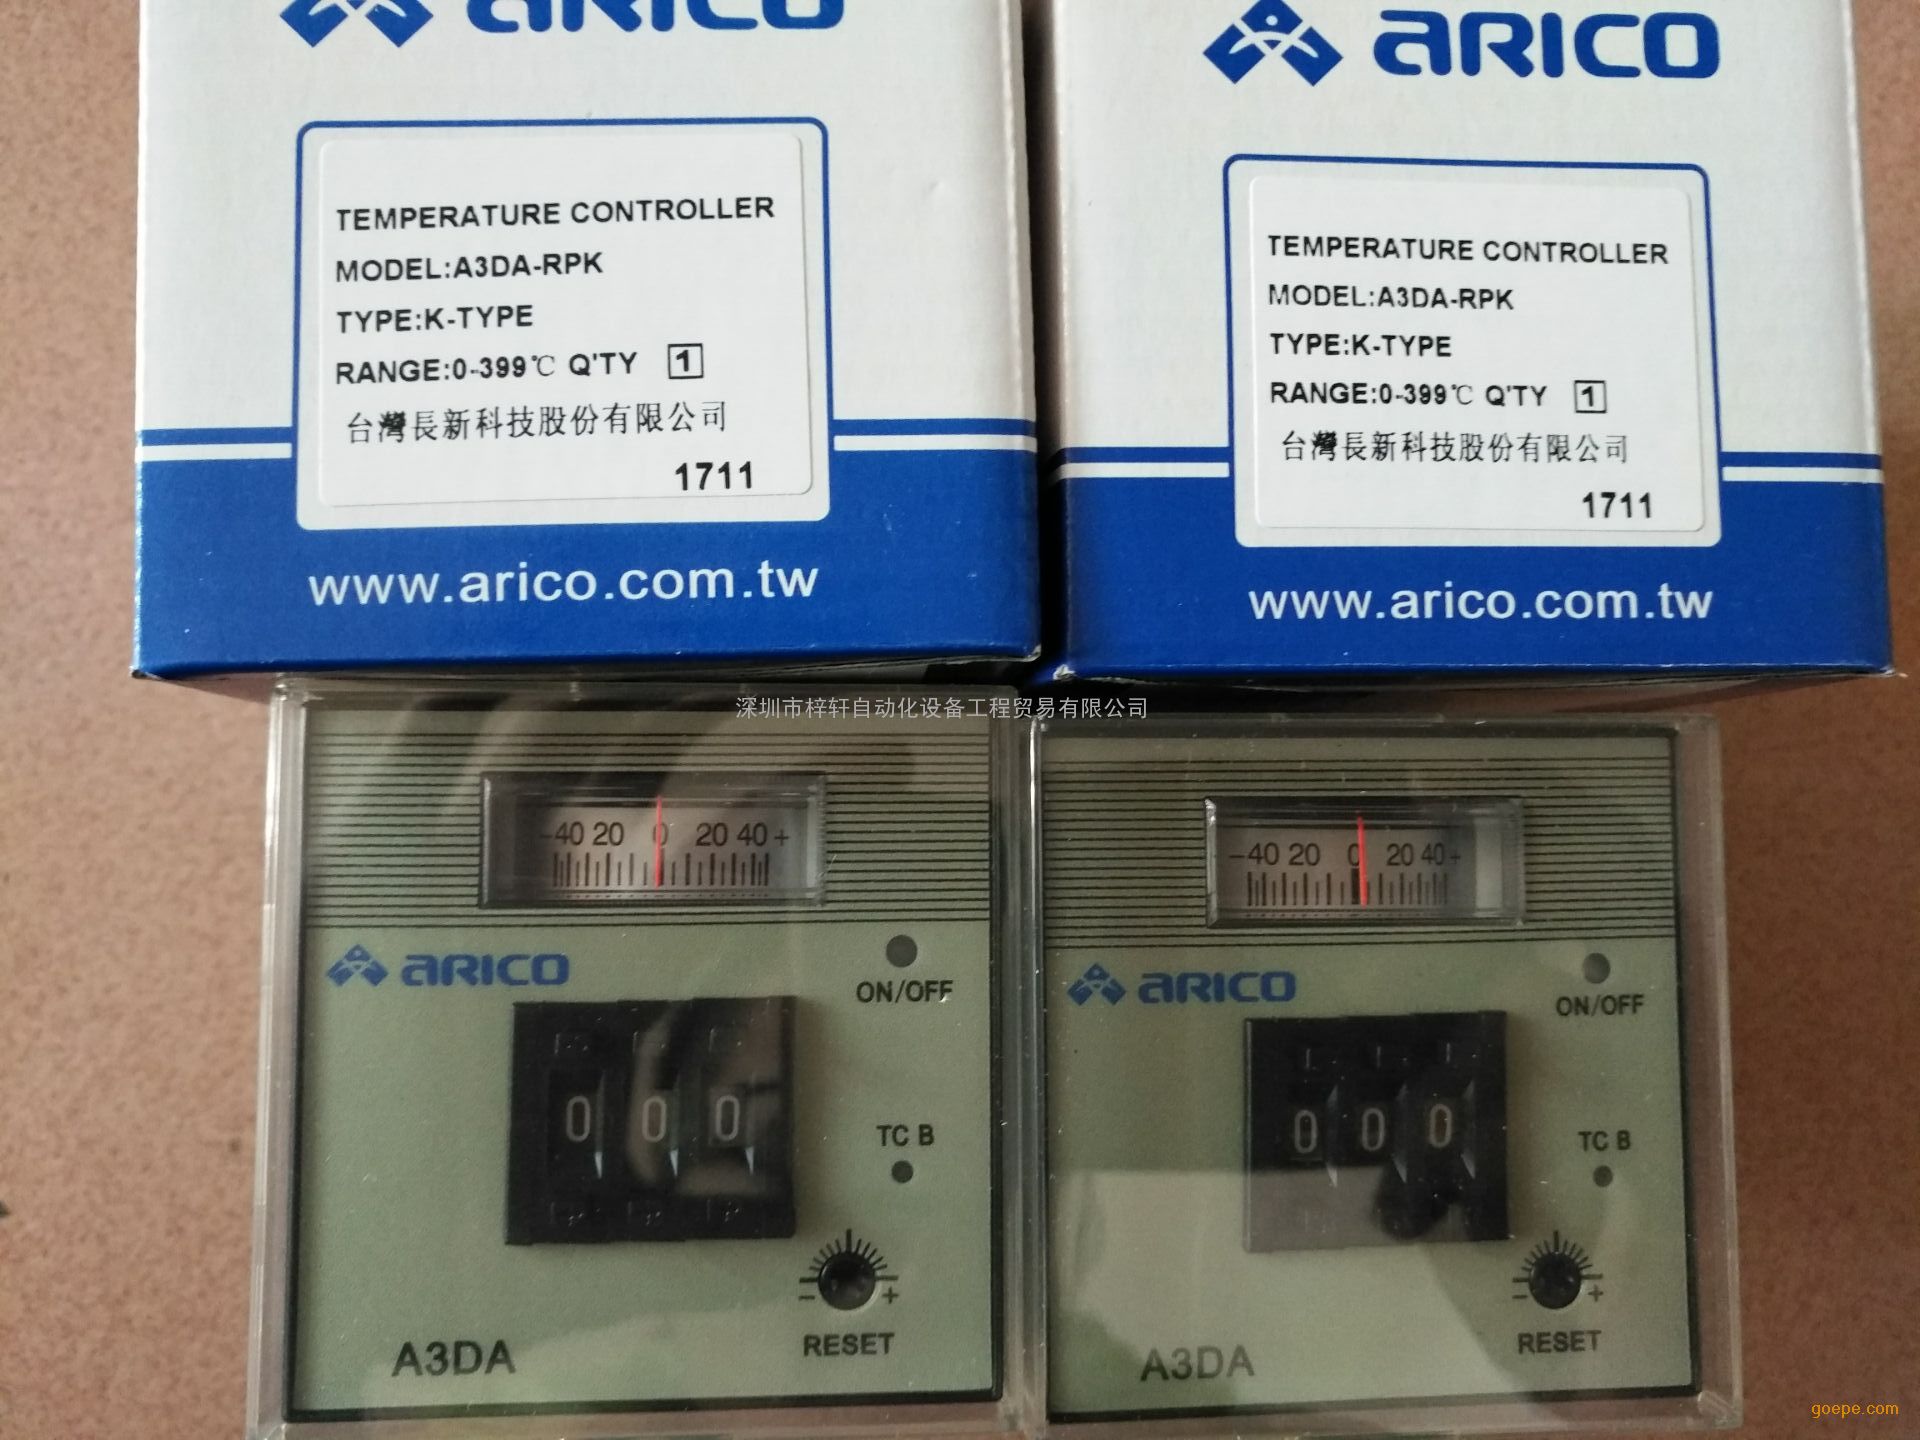 ARICO
TEMPERATURE CONTROLLER
MODEL:A3DA-RPK
TYPE:K-TYPE
RANGE:0-399℃ Q'TY 1
台灣長新科技股份有限公司
1711
www.arico.com.tw
ARICO
TEMPERATURE CONTROLLER
MODEL:A3DA-RPK
TYPE:K-TYPE
RANGE:0-399℃ Q'TY 1
台灣長新科技股份有限公司
1711
www.arico.com.tw
深圳市梓轩自动化设备工程贸易有限公司
-40 20 0 20 40 +
ARICO
ON/OFF
0 0 0
TC B
- +
RESET
A3DA
-40 20 0 20 40+
ARICO
ON/OFF
0 0 0
TC B
- +
RESET
A3DA
goepe.com